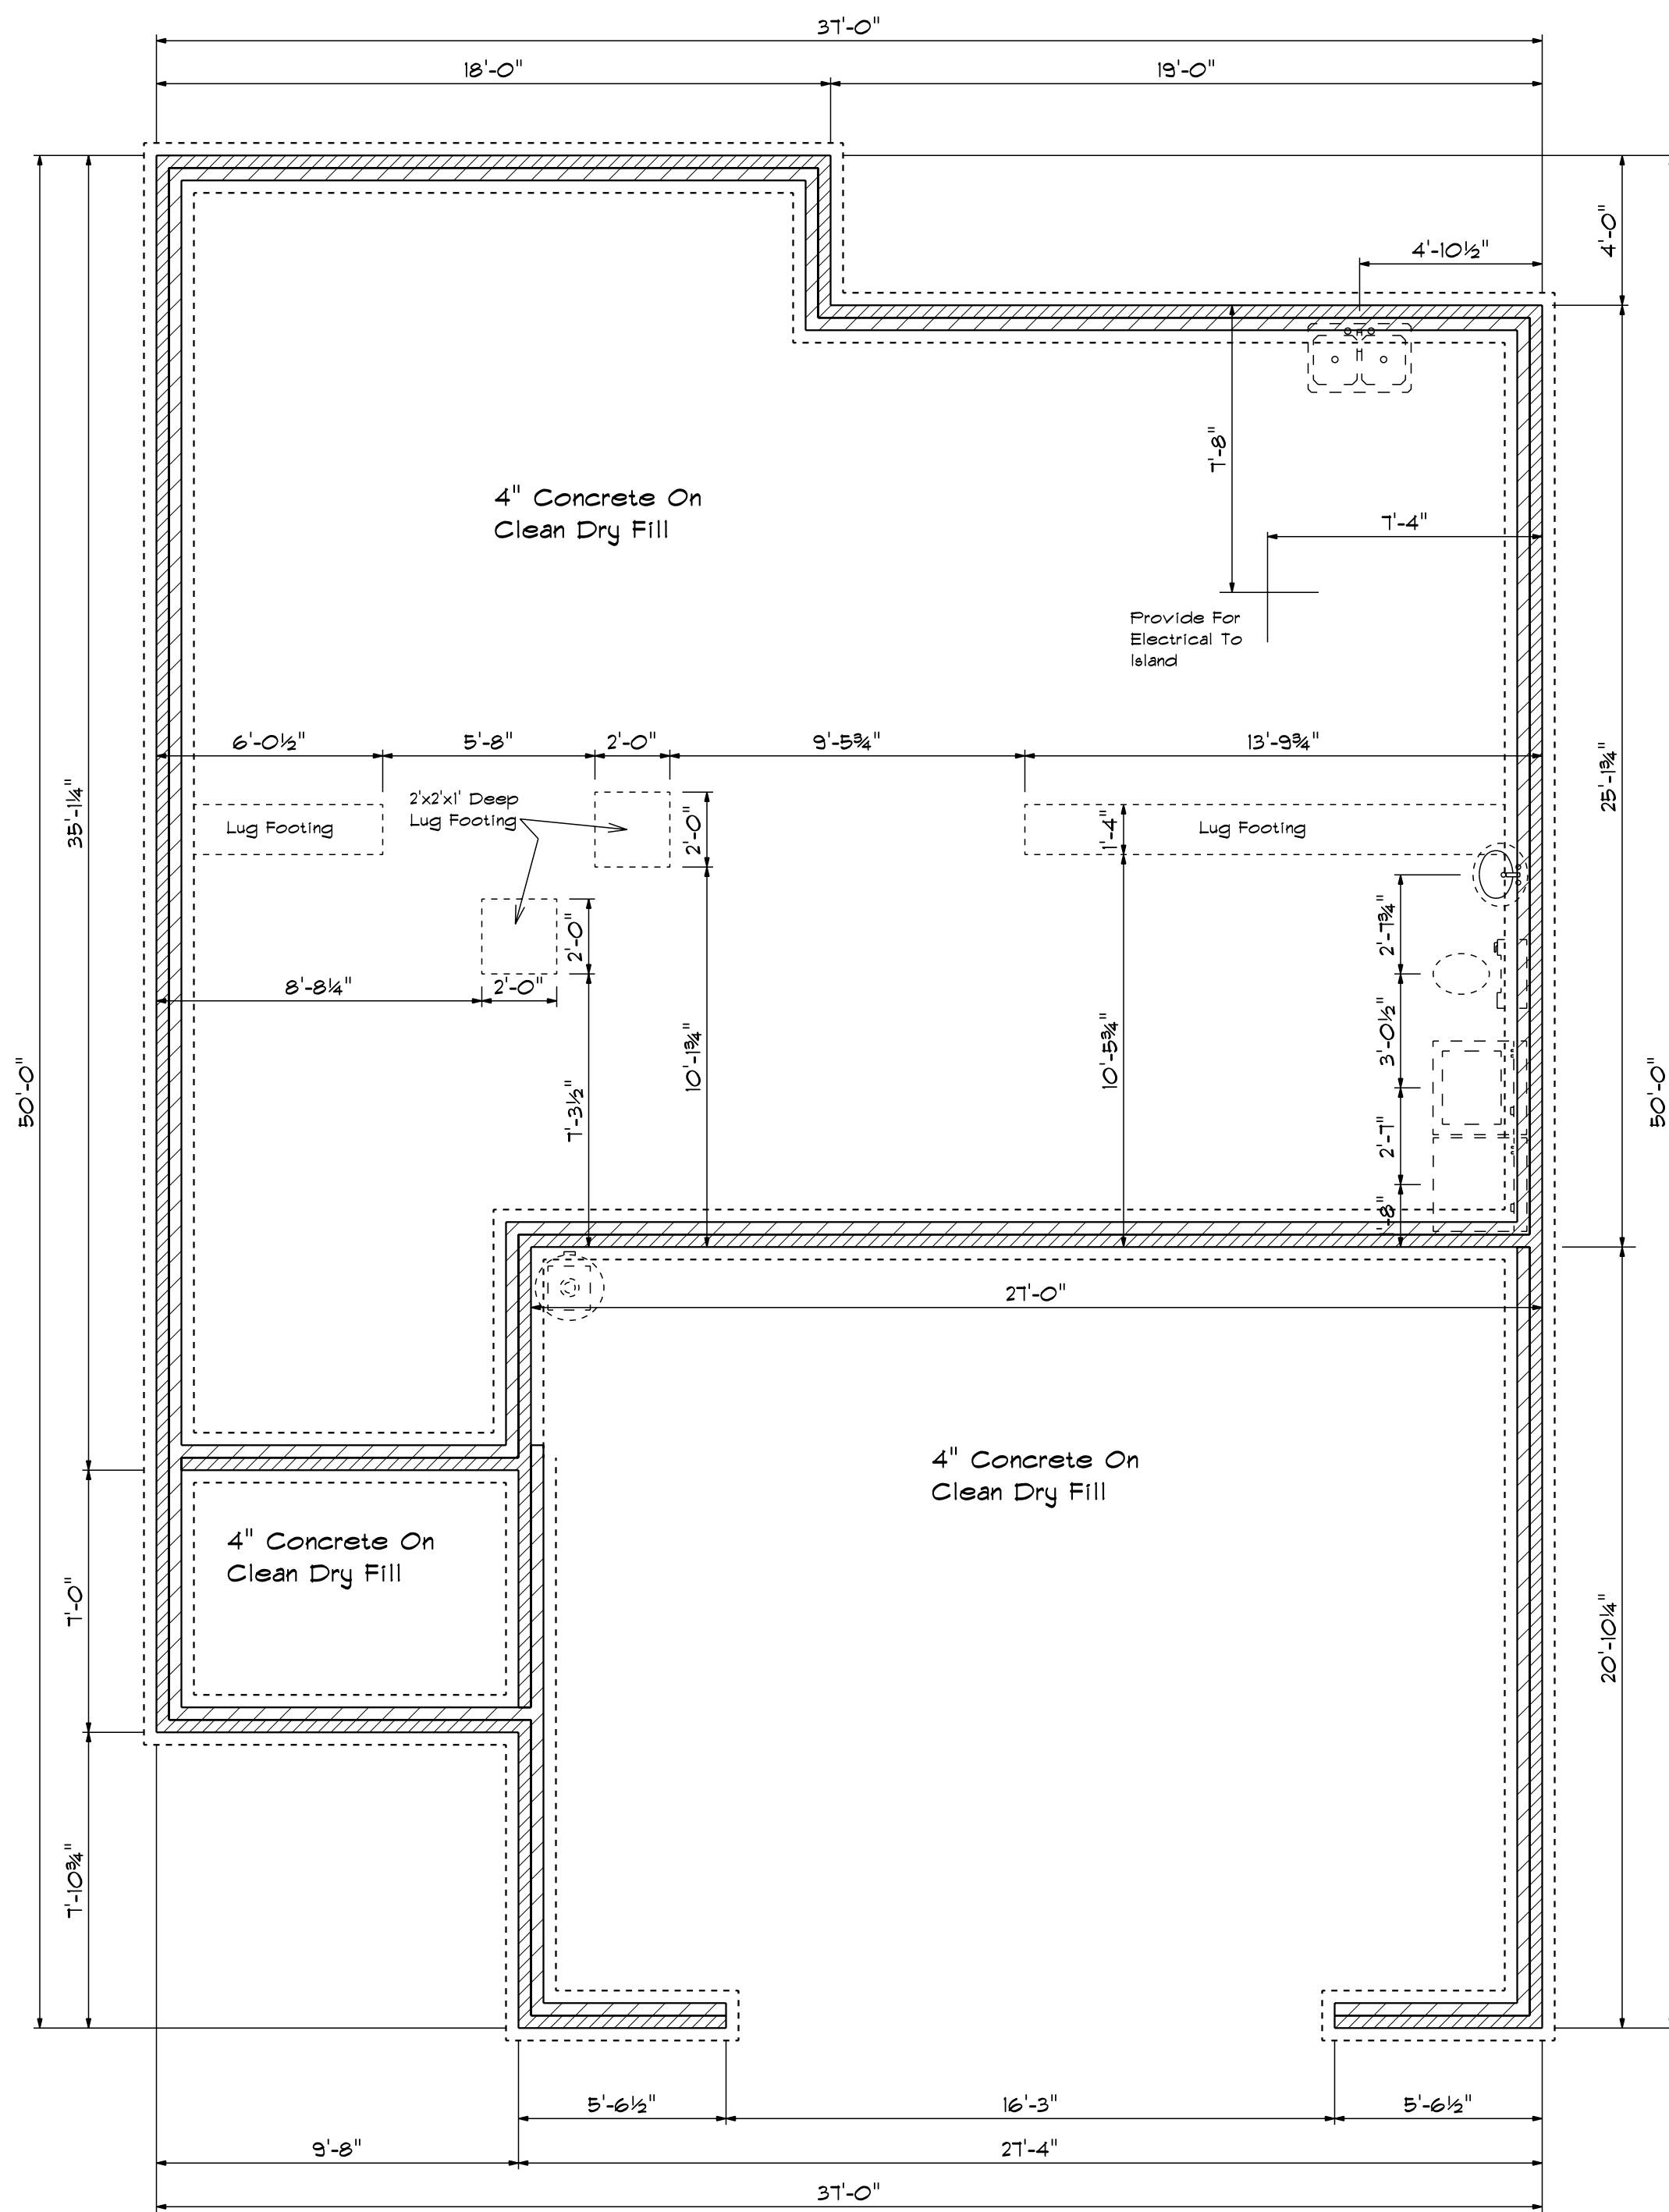 37'-0"
18'-0"
19'-0"
4'-0"
4'-10½"
7'-8"
4" Concrete On
Clean Dry Fill
7'-4"
Provide For
Electrical To
Island
6'-0½"
5'-8"
2'-0"
9'-5¾"
13'-9¾"
25'-1¾"
35'-1¼"
2'x2'x1' Deep
Lug Footing
Lug Footing
2'-0"
1'-4"
Lug Footing
2'-0"
2'-7¾"
8'-8¼"
2'-0"
3'-0½"
10'-1¾"
10'-5¾"
7'-3½"
50'-0"
50'-0"
2'-7"
-8"
27'-0"
4" Concrete On
Clean Dry Fill
4" Concrete On
Clean Dry Fill
7'-0"
20'-10¼"
7'-10¾"
5'-6½"
16'-3"
5'-6½"
9'-8"
27'-4"
37'-0"